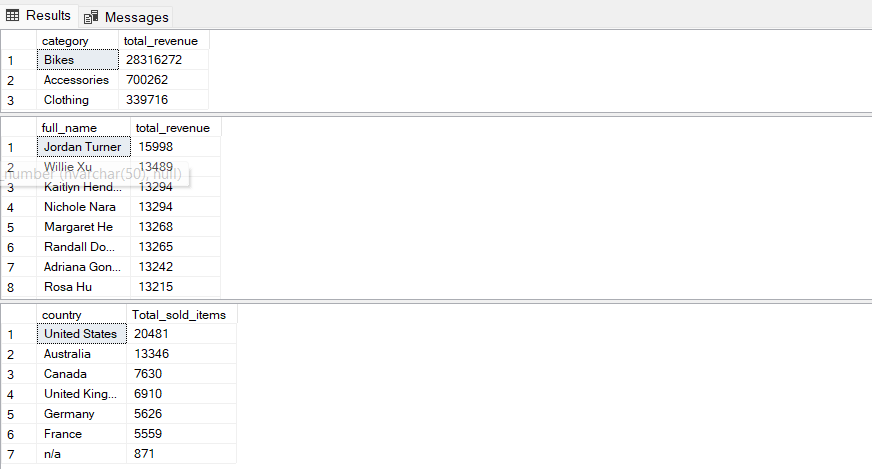 Results Messages
category total_revenue
1 Bikes 28316272
2 Accessories 700262
3 Clothing 339716
full_name total_revenue
1 Jordan Turner 15998
2 Willie Xu 13489
_number (nvarchar(50), null)
3 Kaitlyn Hend... 13294
4 Nichole Nara 13294
5 Margaret He 13268
6 Randall Do... 13265
7 Adriana Gon... 13242
8 Rosa Hu 13215
country Total_sold_items
1 United States 20481
2 Australia 13346
3 Canada 7630
4 United King... 6910
5 Germany 5626
6 France 5559
7 n/a 871